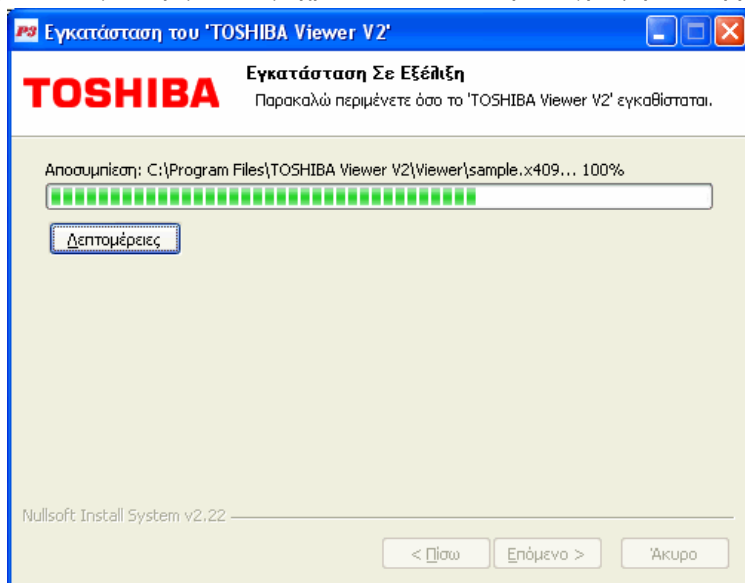 P3 Εγκατάσταση του 'TOSHIBA Viewer V2'
TOSHIBA
Εγκατάσταση Σε Εξέλιξη
Παρακαλώ περιμένετε όσο το 'TOSHIBA Viewer V2' εγκαθίσταται.
Αποσυμπίεση: C:\Program Files\TOSHIBA Viewer V2\Viewer\sample.x409... 100%
Λεπτομέρειες
Nullsoft Install System v2.22
< Πίσω Επόμενο > Άκυρο